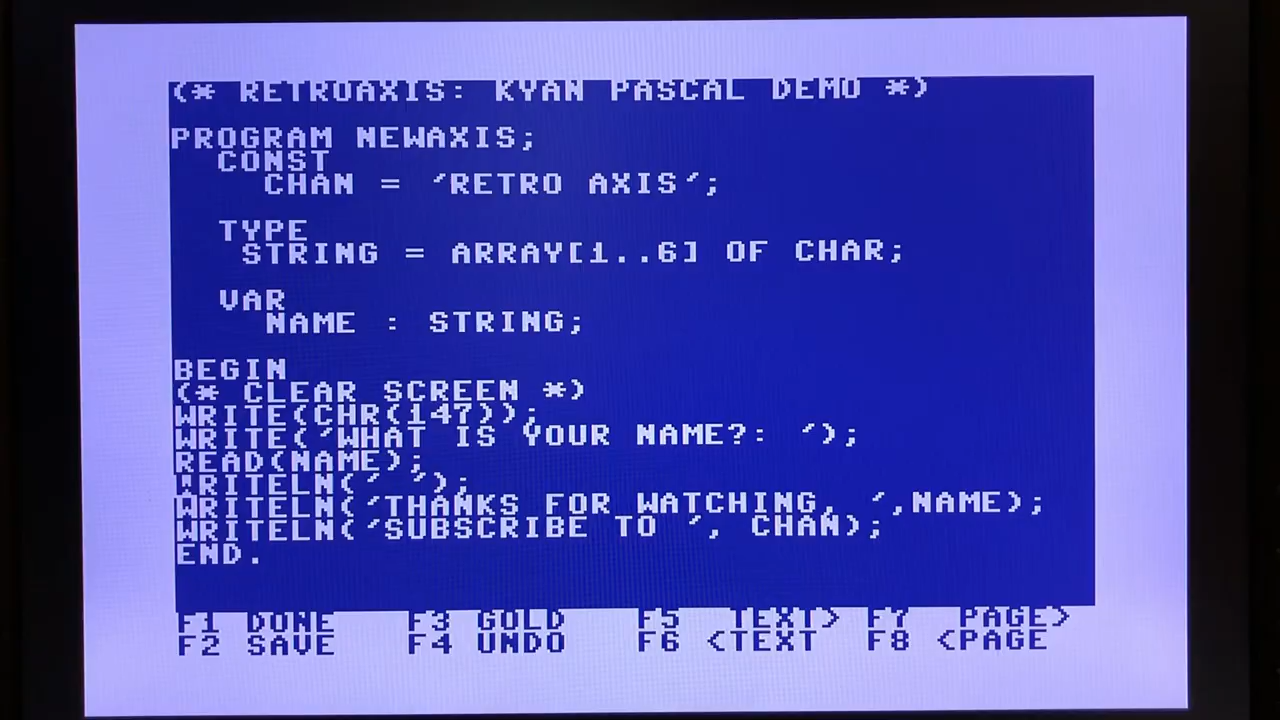 (* RETROAXIS: KYAN PASCAL DEMO *)
PROGRAM NEWAXIS;
CONST
CHAN = 'RETRO AXIS';
TYPE
STRING = ARRAY[1..6] OF CHAR;
VAR
NAME : STRING;
BEGIN
(* CLEAR SCREEN *)
WRITE(CHR(147));
WRITE('WHAT IS YOUR NAME?: ');
READ(NAME);
WRITELN(' ');
WRITELN('THANKS FOR WATCHING, ',NAME);
WRITELN('SUBSCRIBE TO ', CHAN);
END.
F1 DONE F3 GOLD F5 TEXT> F7 PAGE>
F2 SAVE F4 UNDO F6 <TEXT F8 <PAGE